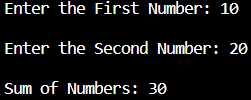 Enter the First Number: 10
Enter the Second Number: 20
Sum of Numbers: 30